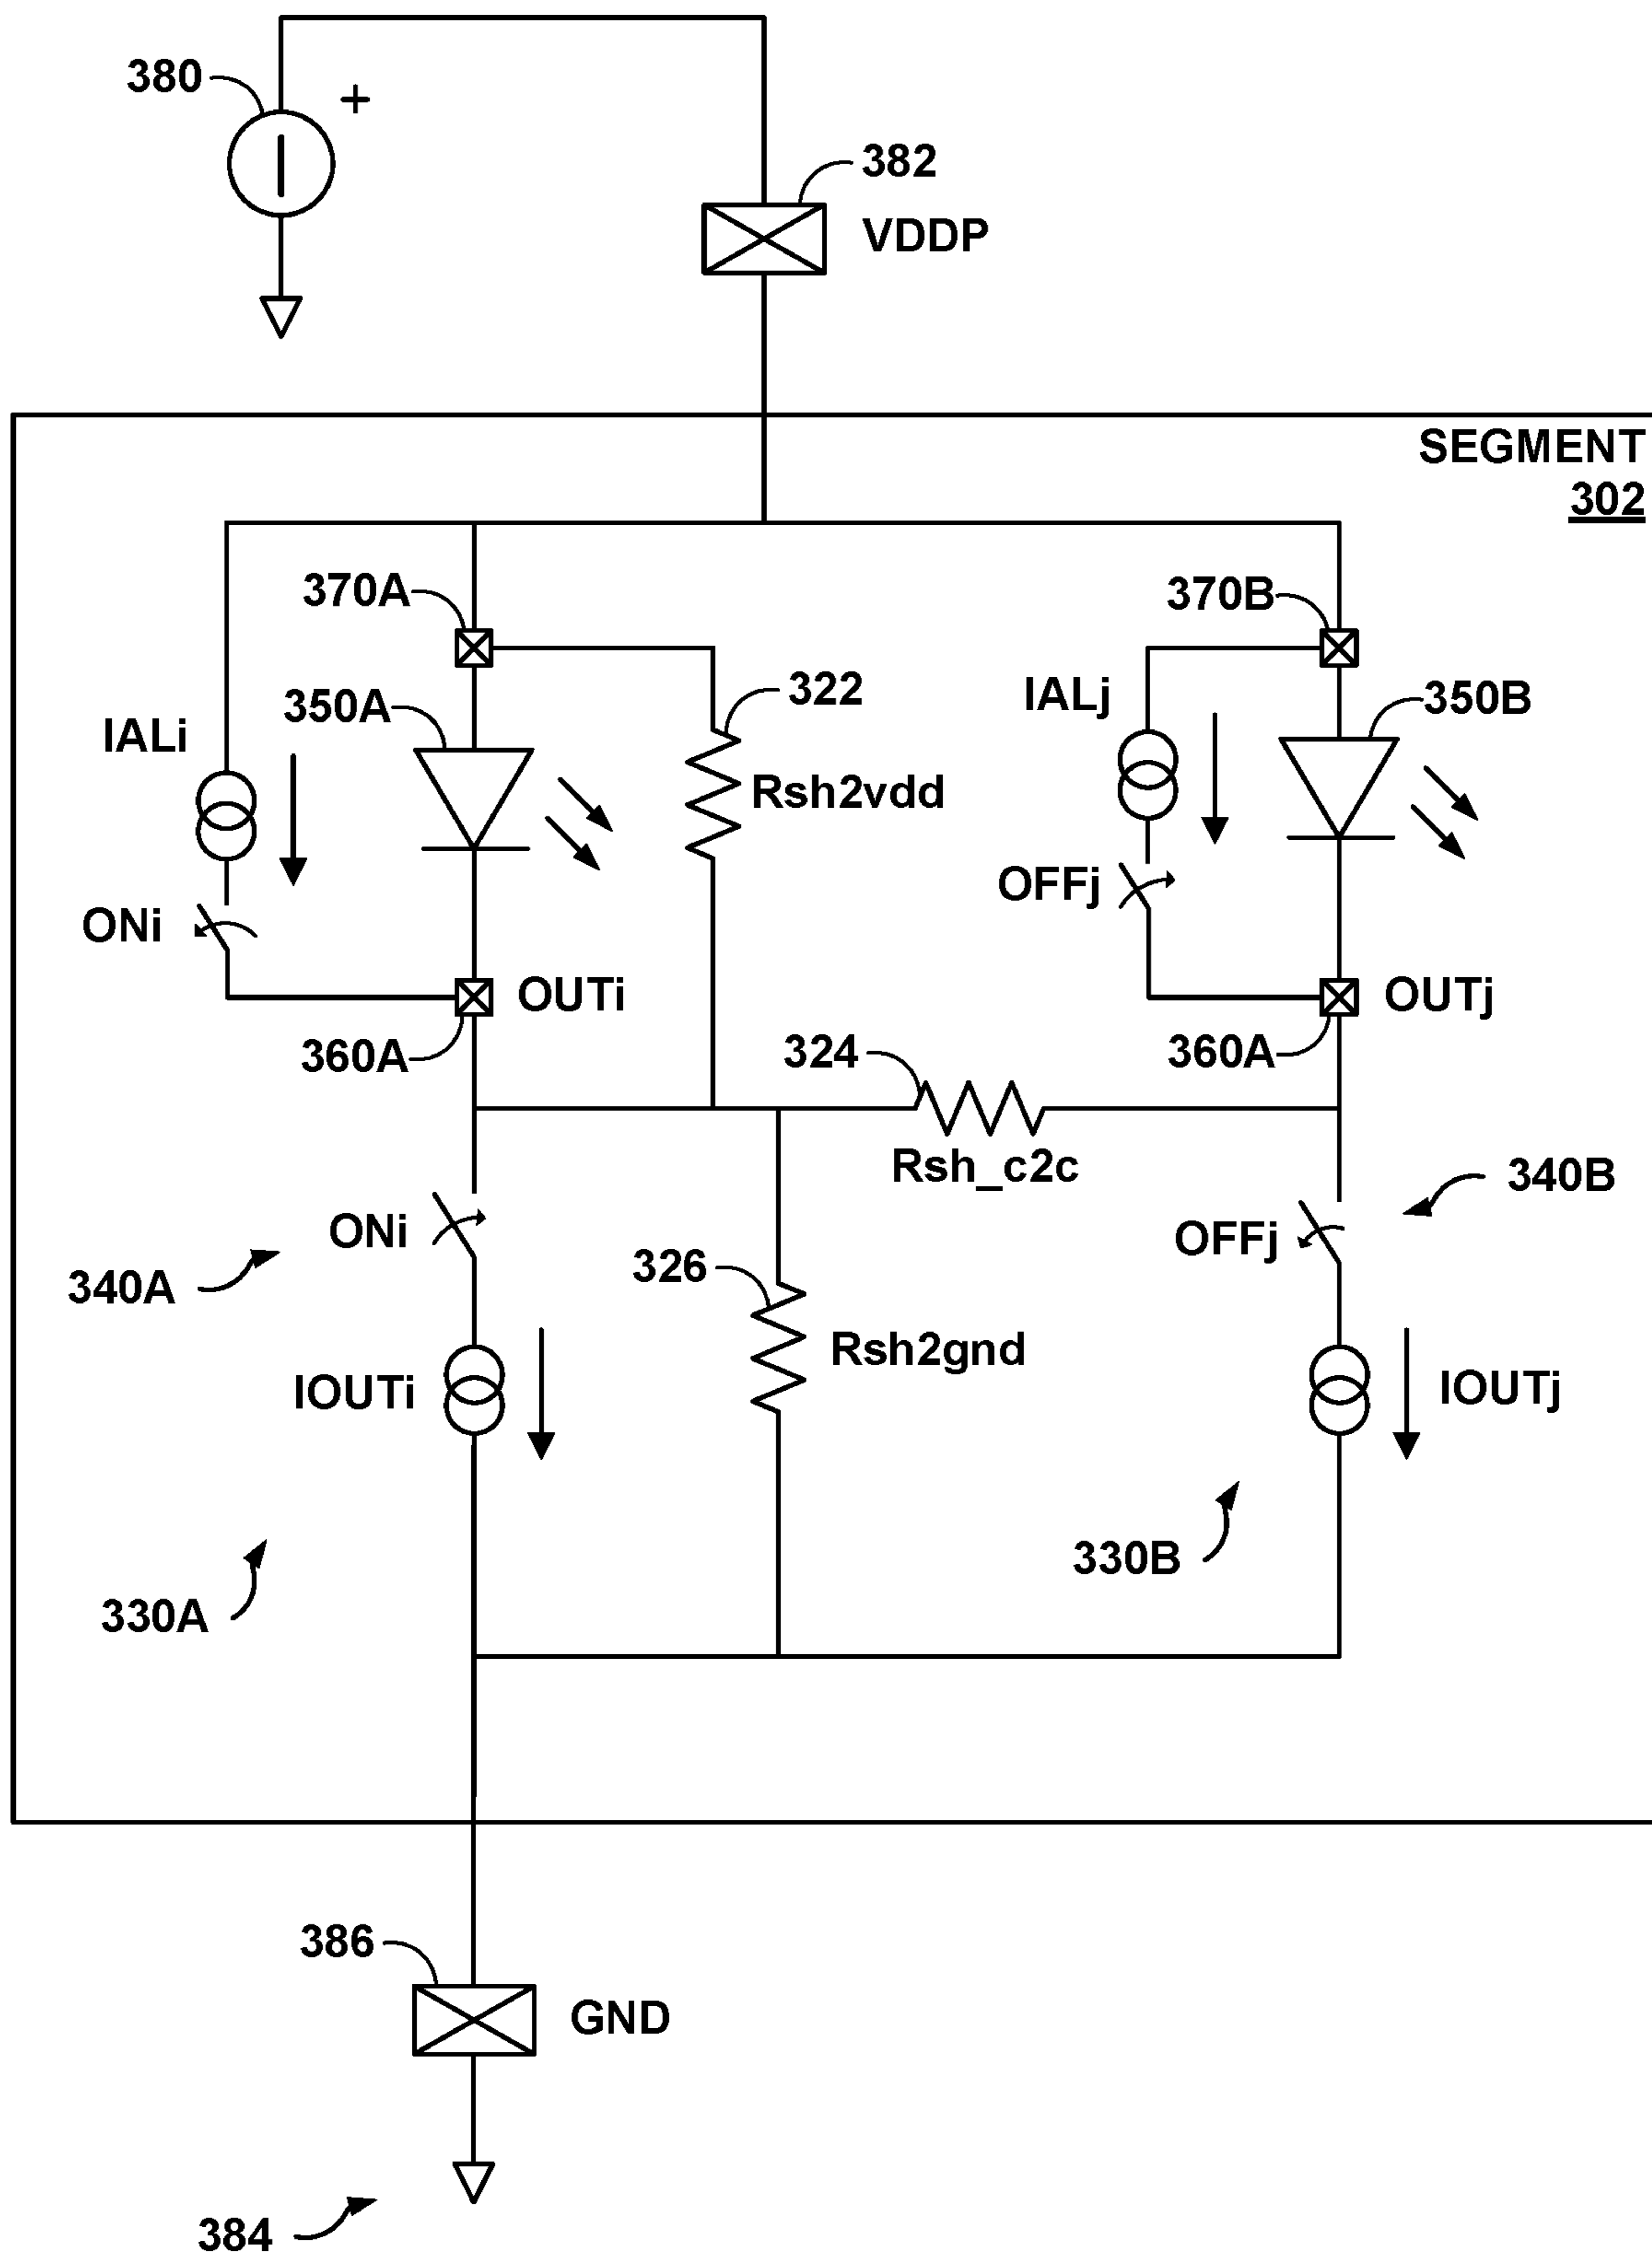 380
+
382
VDDP
SEGMENT
302
370A
370B
350A
322
IALj
350B
IALi
Rsh2vdd
OFFj
ONi
OUTi
OUTj
360A
324
360A
Rsh_c2c
340B
ONi
OFFj
340A
326
Rsh2gnd
IOUTi
IOUTj
330B
330A
386
GND
384